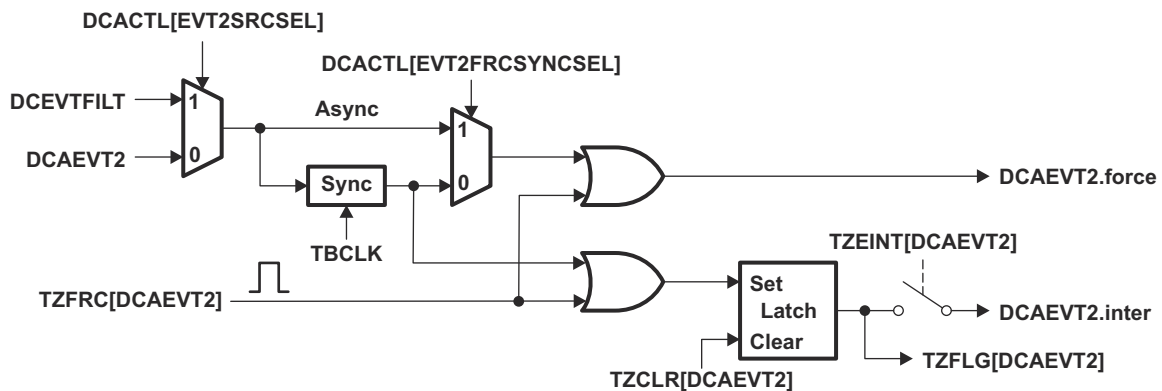 DCACTL[EVT2SRCSEL]
DCACTL[EVT2FRCSYNCSEL]
DCEVTFILT
1
Async
1
DCAEVT2
0
Sync
0
DCAEVT2.force
TBCLK
TZEINT[DCAEVT2]
TZFRC[DCAEVT2]
Set
Latch
Clear
DCAEVT2.inter
TZCLR[DCAEVT2]
TZFLG[DCAEVT2]